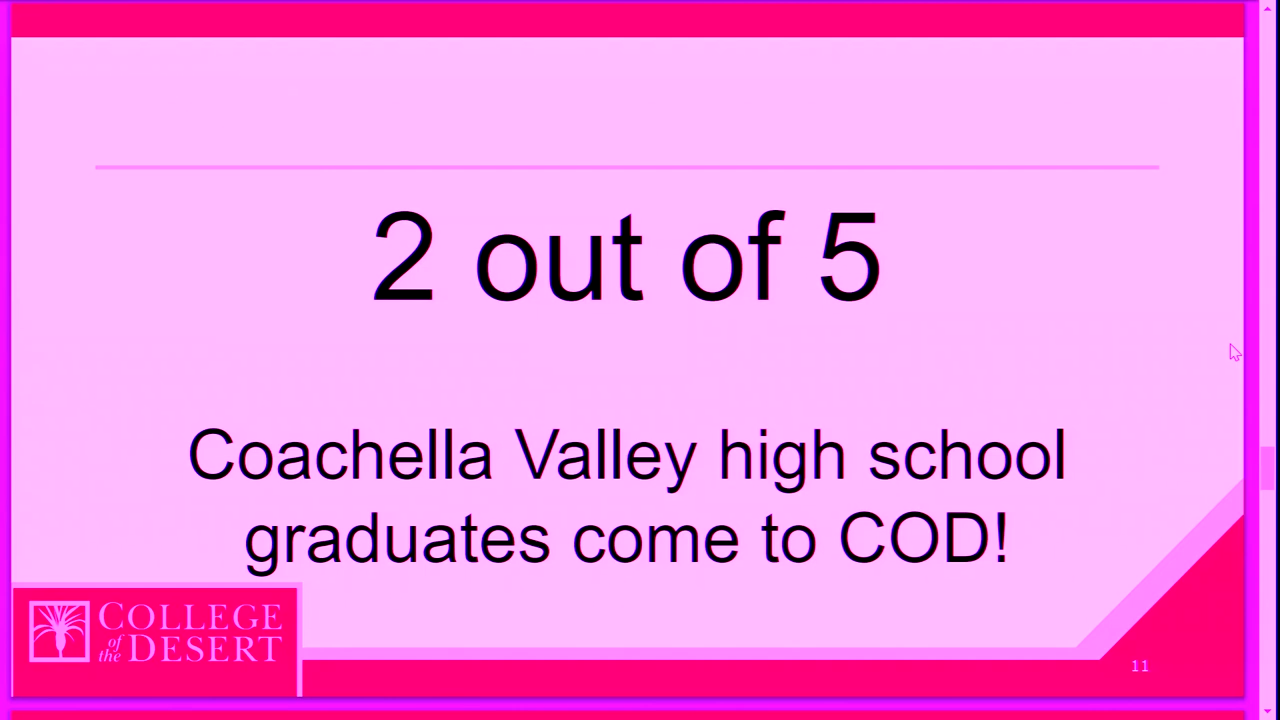 2 out of 5
Coachella Valley high school
graduates come to COD!
COLLEGE
of the DESERT
11